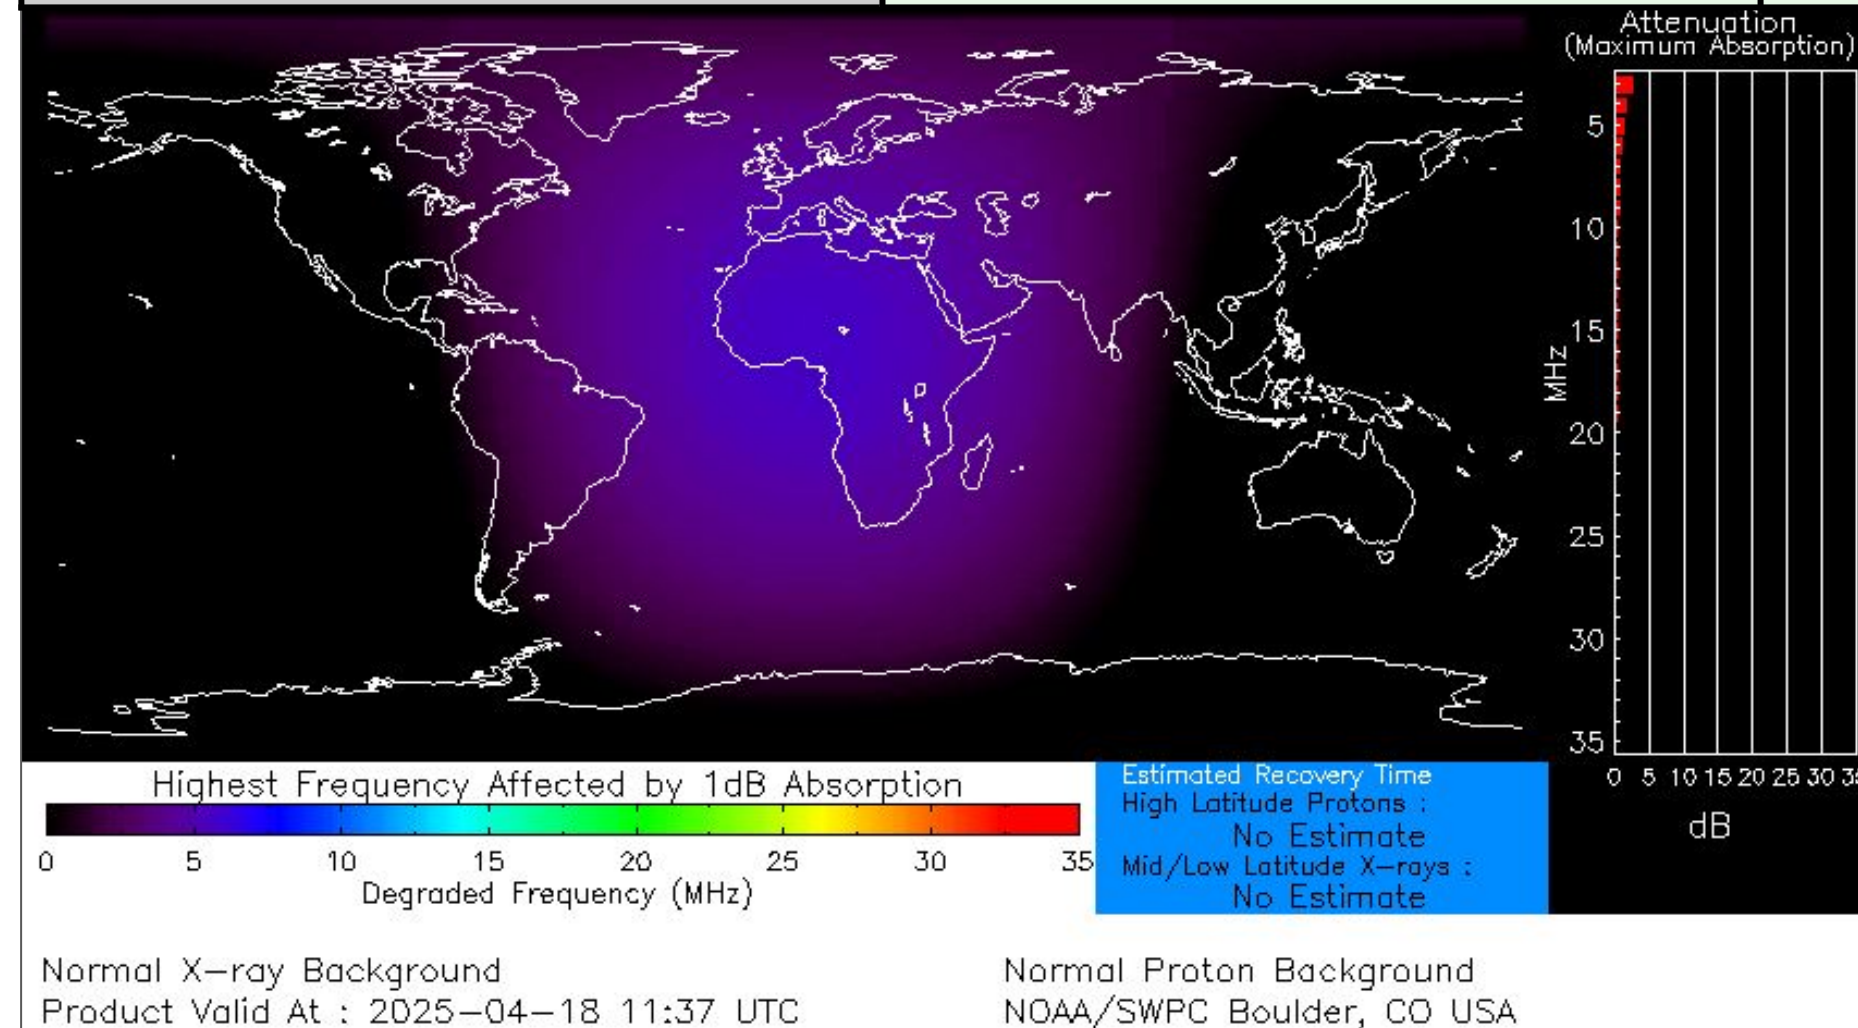 Attenuation
(Maximum Absorption)
5
10
15
20
25
30
35
MHz
0 5 10 15 20 25 30
dB
Highest Frequency Affected by 1dB Absorption
0 5 10 15 20 25 30 35
Degraded Frequency (MHz)
Estimated Recovery Time
High Latitude Protons :
No Estimate
Mid/Low Latitude X-rays :
No Estimate
Normal X-ray Background
Product Valid At : 2025-04-18 11:37 UTC
Normal Proton Background
NOAA/SWPC Boulder, CO USA